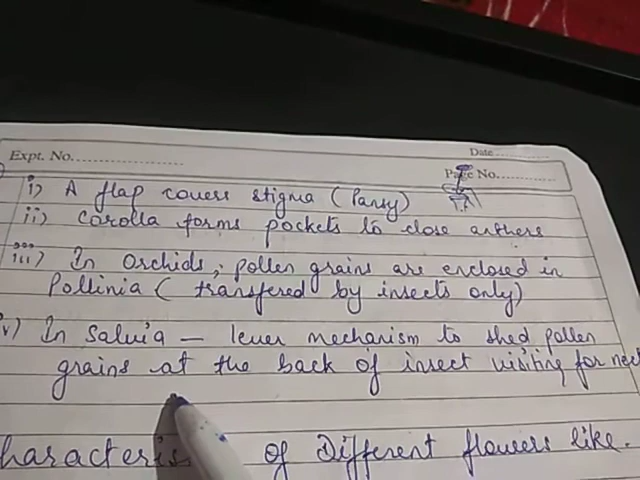 Date
Expt. No.
Page No.
i) A flap covers stigma (Pansy)
ii) corolla forms pockets to close anthers
iii) In Orchids, pollen grains are enclosed in
Pollinia (transfered by insects only)
v) In Salvia — lever mechanism to shed pollen
grains at the back of insect visiting for nect
haracteris of Different flowers like.